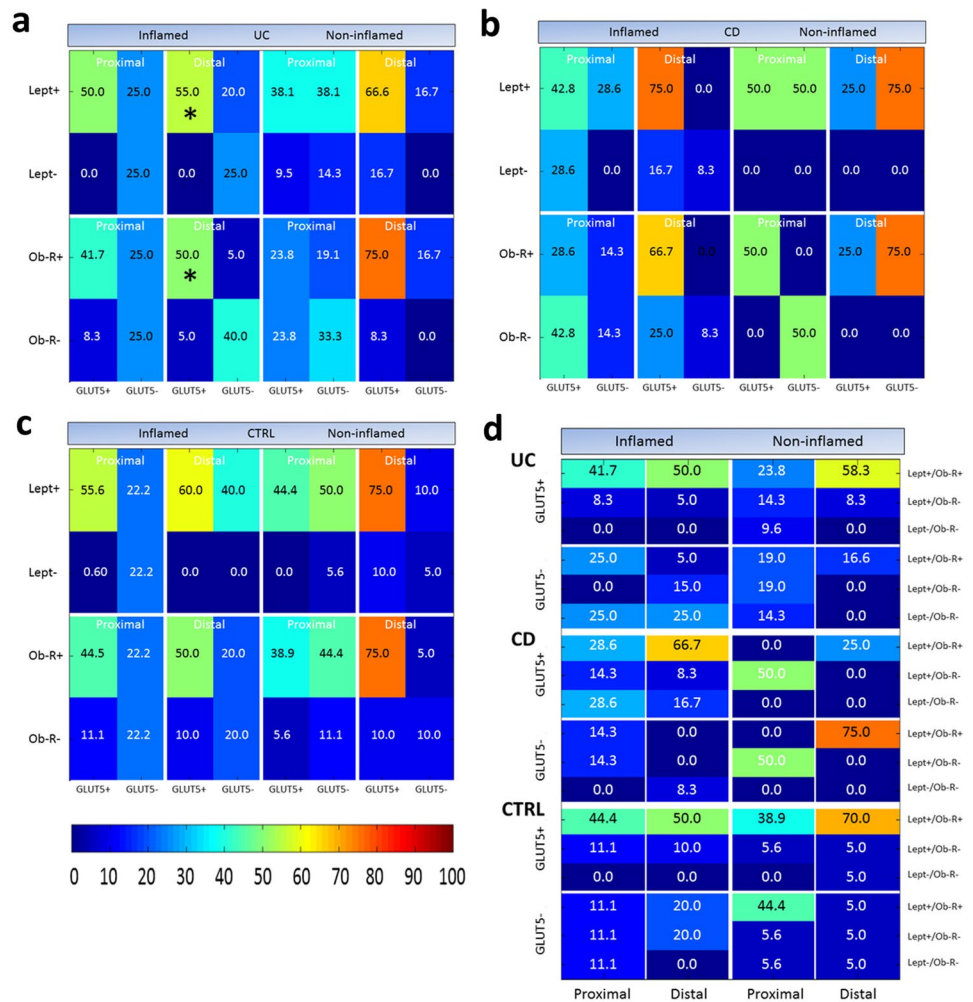 a
Inflamed UC Non-inflamed
Proximal Distal Proximal Distal
Lept+ 50.0 25.0 55.0 20.0 38.1 38.1 66.6 16.7
*
Lept- 0.0 25.0 0.0 25.0 9.5 14.3 16.7 0.0
Proximal Distal Proximal Distal
Ob-R+ 41.7 25.0 50.0 5.0 23.8 19.1 75.0 16.7
*
Ob-R- 8.3 25.0 5.0 40.0 23.8 33.3 8.3 0.0
GLUT5+ GLUT5- GLUT5+ GLUT5- GLUT5+ GLUT5- GLUT5+ GLUT5-
b
Inflamed CD Non-inflamed
Proximal Distal Proximal Distal
Lept+ 42.8 28.6 75.0 0.0 50.0 50.0 25.0 75.0
Lept- 28.6 0.0 16.7 8.3 0.0 0.0 0.0 0.0
Proximal Distal Proximal Distal
Ob-R+ 28.6 14.3 66.7 0.0 50.0 0.0 25.0 75.0
Ob-R- 42.8 14.3 25.0 8.3 0.0 50.0 0.0 0.0
GLUT5+ GLUT5- GLUT5+ GLUT5- GLUT5+ GLUT5- GLUT5+ GLUT5-
c
Inflamed CTRL Non-inflamed
Proximal Distal Proximal Distal
Lept+ 55.6 22.2 60.0 40.0 44.4 50.0 75.0 10.0
Lept- 0.60 22.2 0.0 0.0 0.0 5.6 10.0 5.0
Proximal Distal Proximal Distal
Ob-R+ 44.5 22.2 50.0 20.0 38.9 44.4 75.0 5.0
Ob-R- 11.1 22.2 10.0 20.0 5.6 11.1 10.0 10.0
GLUT5+ GLUT5- GLUT5+ GLUT5- GLUT5+ GLUT5- GLUT5+ GLUT5-
0 10 20 30 40 50 60 70 80 90 100
d
Inflamed Non-inflamed
UC
GLUT5+
41.7 50.0 23.8 58.3 Lept+/Ob-R+
8.3 5.0 14.3 8.3 Lept+/Ob-R-
0.0 0.0 9.6 0.0 Lept-/Ob-R-
GLUT5-
25.0 5.0 19.0 16.6 Lept+/Ob-R+
0.0 15.0 19.0 0.0 Lept+/Ob-R-
25.0 25.0 14.3 0.0 Lept-/Ob-R-
CD
GLUT5+
28.6 66.7 0.0 25.0 Lept+/Ob-R+
14.3 8.3 50.0 0.0 Lept+/Ob-R-
28.6 16.7 0.0 0.0 Lept-/Ob-R-
GLUT5-
14.3 0.0 0.0 75.0 Lept+/Ob-R+
14.3 0.0 50.0 0.0 Lept+/Ob-R-
0.0 8.3 0.0 0.0 Lept-/Ob-R-
CTRL
GLUT5+
44.4 50.0 38.9 70.0 Lept+/Ob-R+
11.1 10.0 5.6 5.0 Lept+/Ob-R-
0.0 0.0 0.0 5.0 Lept-/Ob-R-
GLUT5-
11.1 20.0 44.4 5.0 Lept+/Ob-R+
11.1 20.0 5.6 5.0 Lept+/Ob-R-
11.1 0.0 5.6 5.0 Lept-/Ob-R-
Proximal Distal Proximal Distal